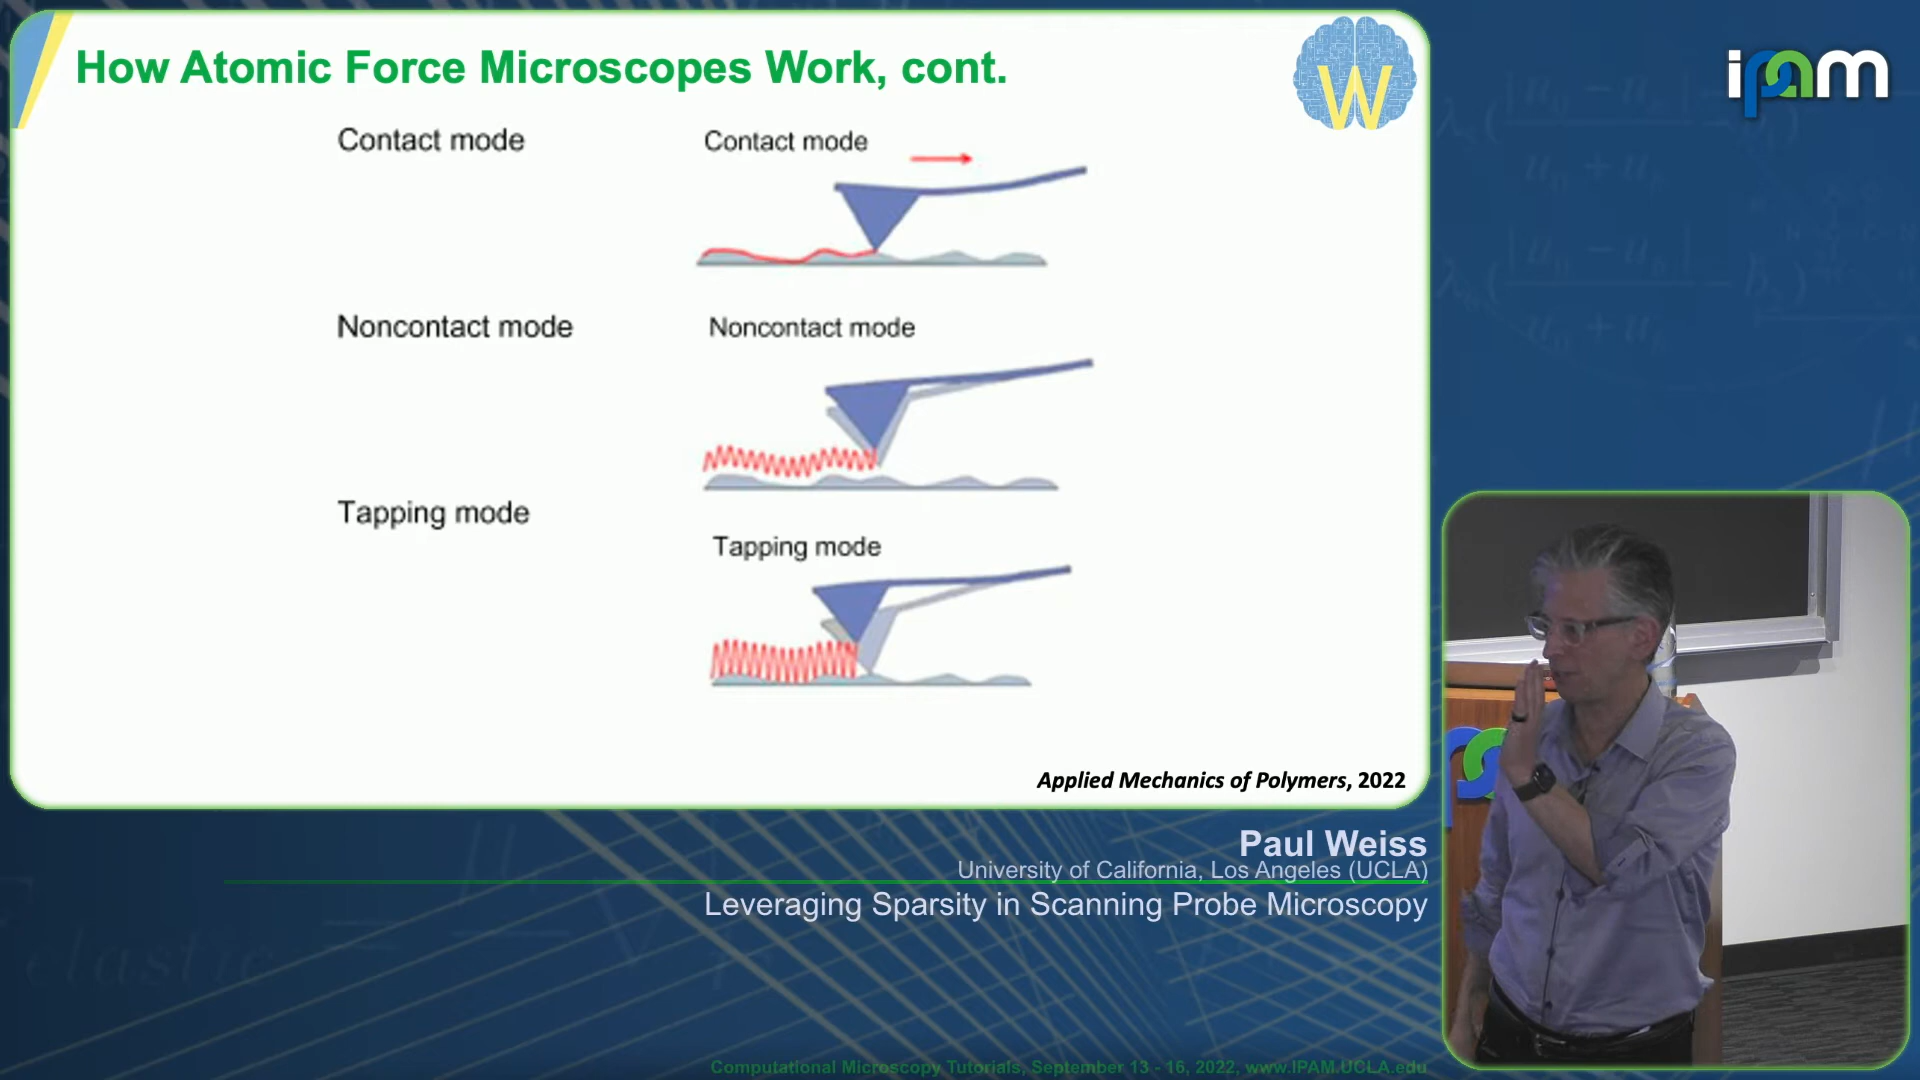 How Atomic Force Microscopes Work, cont.
W
ipam
Contact mode
Contact mode
Noncontact mode
Noncontact mode
Tapping mode
Tapping mode
Applied Mechanics of Polymers, 2022
Paul Weiss
University of California, Los Angeles (UCLA)
Leveraging Sparsity in Scanning Probe Microscopy
Computational Microscopy Tutorials, September 13 - 16, 2022, www.IPAM.UCLA.edu